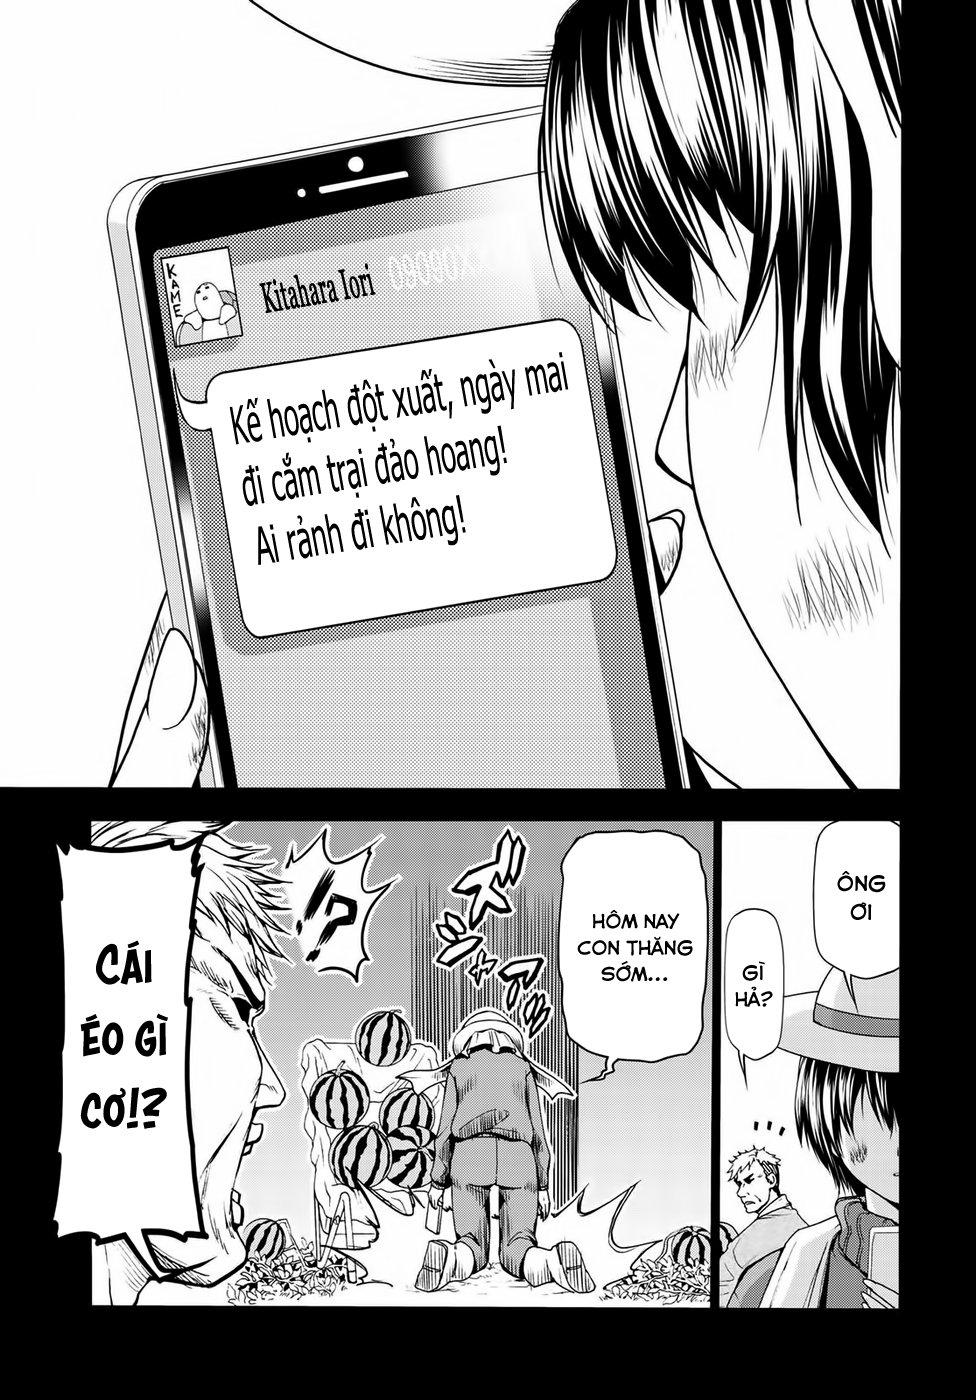 KAME
Kitahara Iori
09090XX
Kế hoạch đột xuất, ngày mai
đi cắm trại đảo hoang!
Ai rảnh đi không!
ÔNG
ƠI
GÌ
HẢ?
HÔM NAY
CON THĂNG
SỚM...
!?
CÁI
ÉO GÌ
CƠ!?